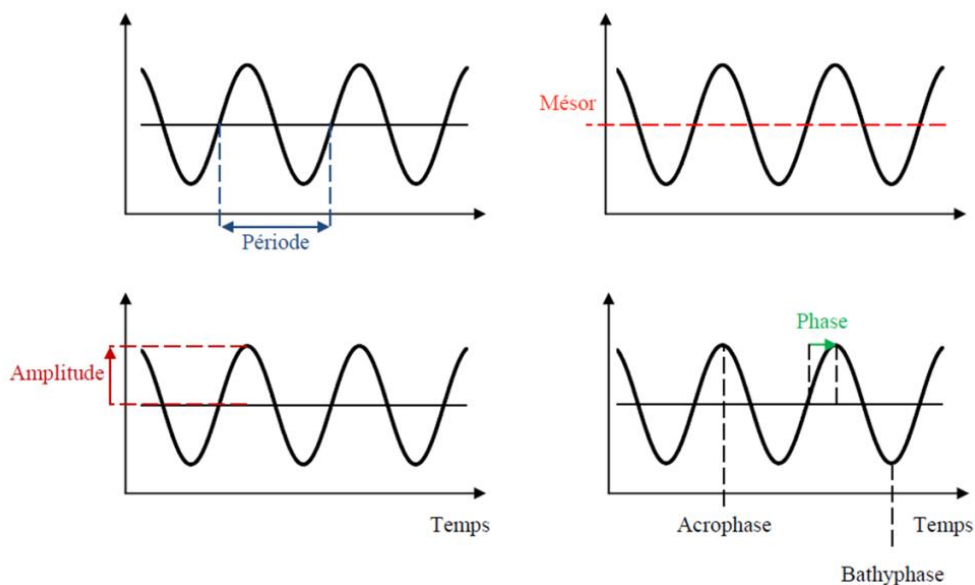 Mésor
Période
Phase
Amplitude
Temps
Acrophase
Temps
Bathyphase